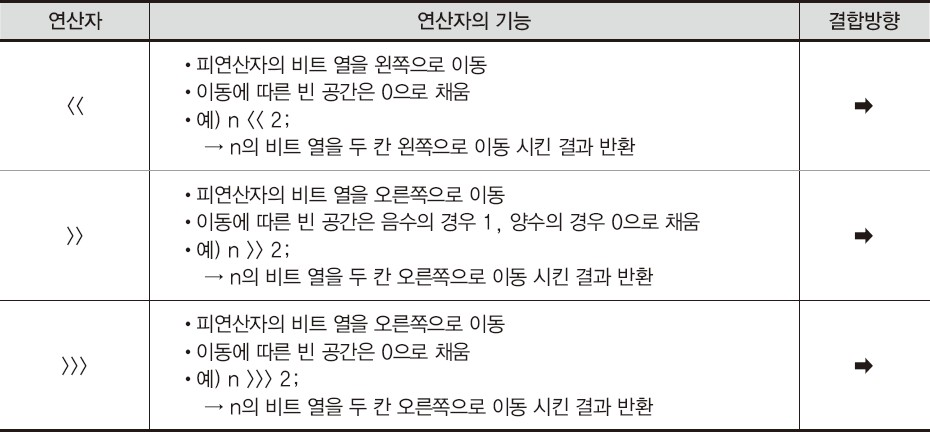 연산자 연산자의 기능 결합방향
• 피연산자의 비트 열을 왼쪽으로 이동
• 이동에 따른 빈 공간은 0으로 채움
<< ➡
• 예) n << 2;
→ n의 비트 열을 두 칸 왼쪽으로 이동 시킨 결과 반환
• 피연산자의 비트 열을 오른쪽으로 이동
• 이동에 따른 빈 공간은 음수의 경우 1, 양수의 경우 0으로 채움
>> ➡
• 예) n >> 2;
→ n의 비트 열을 두 칸 오른쪽으로 이동 시킨 결과 반환
• 피연산자의 비트 열을 오른쪽으로 이동
• 이동에 따른 빈 공간은 0으로 채움
>>> ➡
• 예) n >>> 2;
→ n의 비트 열을 두 칸 오른쪽으로 이동 시킨 결과 반환